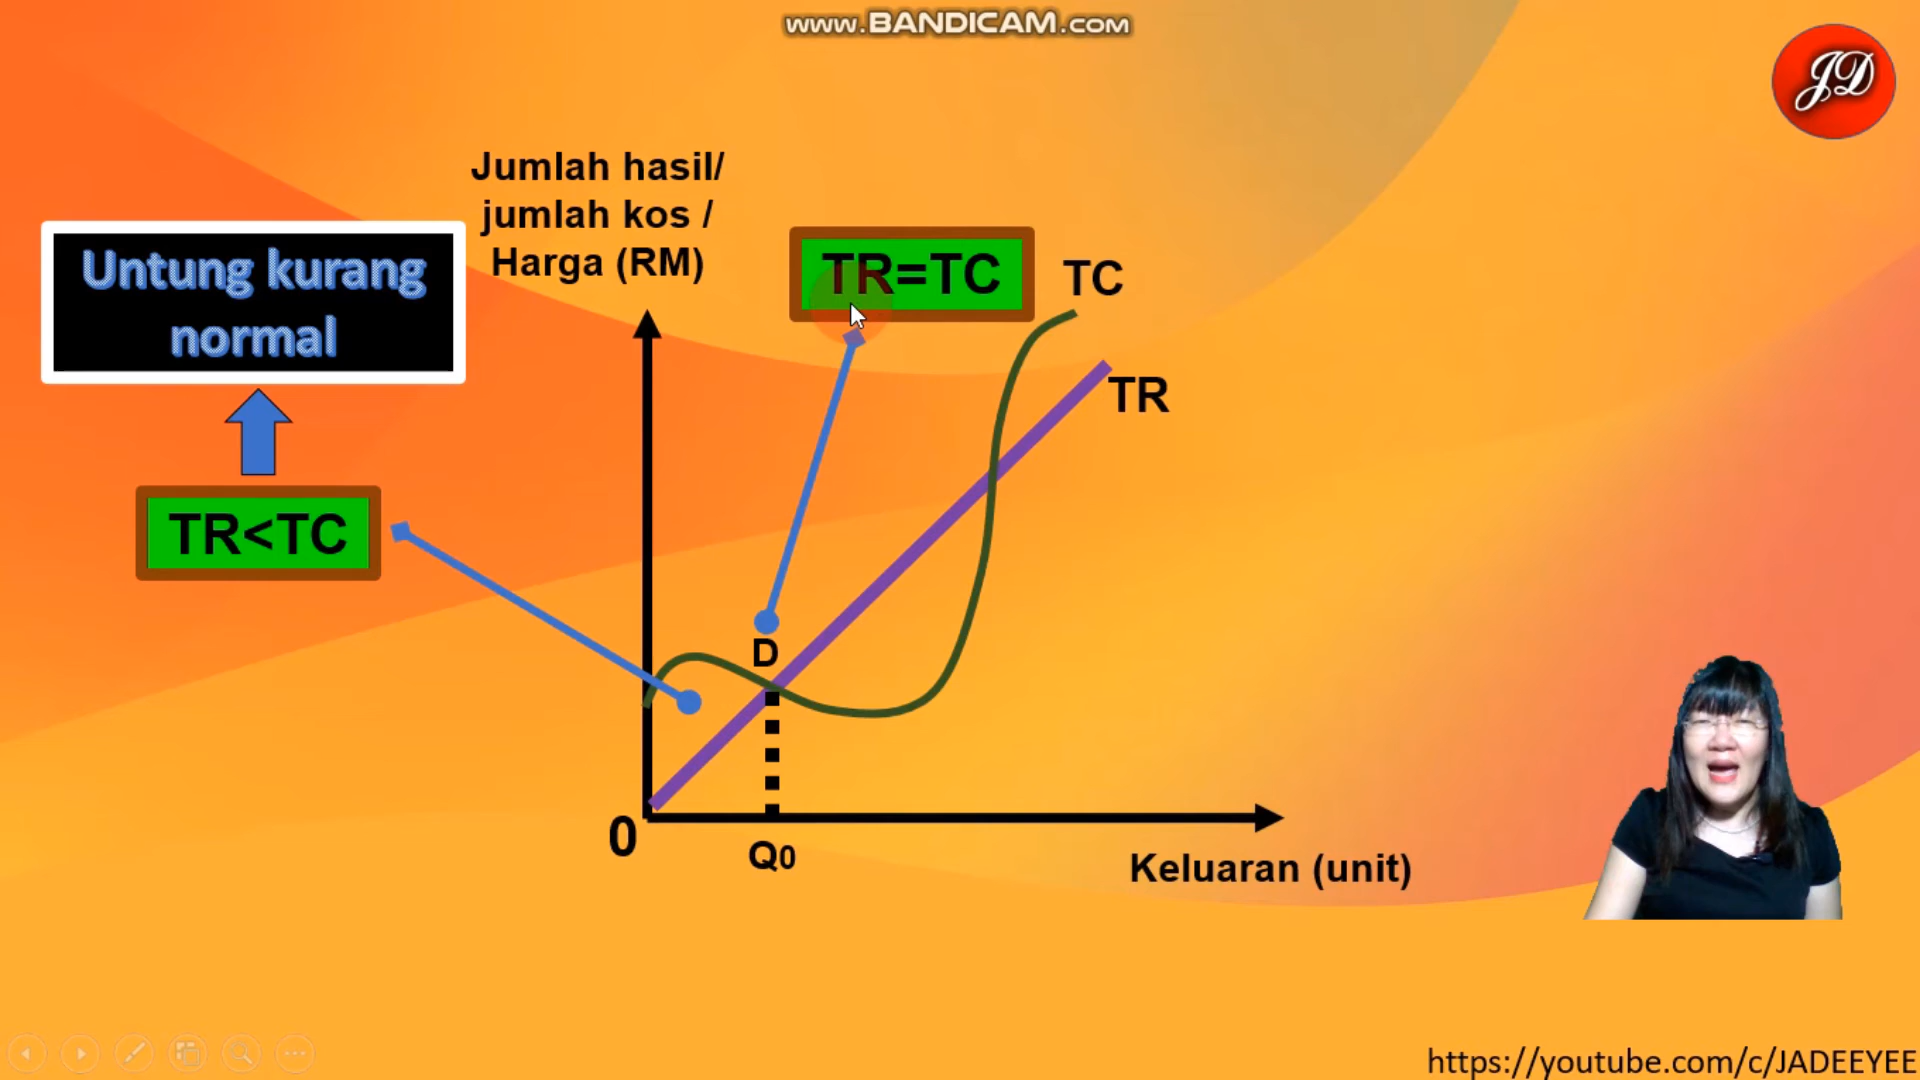 www.BANDICAM.com
JD
Jumlah hasil/
jumlah kos /
Harga (RM)
Untung kurang
normal
TR=TC
TC
TR
TR<TC
D
0
Q0
Keluaran (unit)
https://youtube.com/c/JADEEYEE